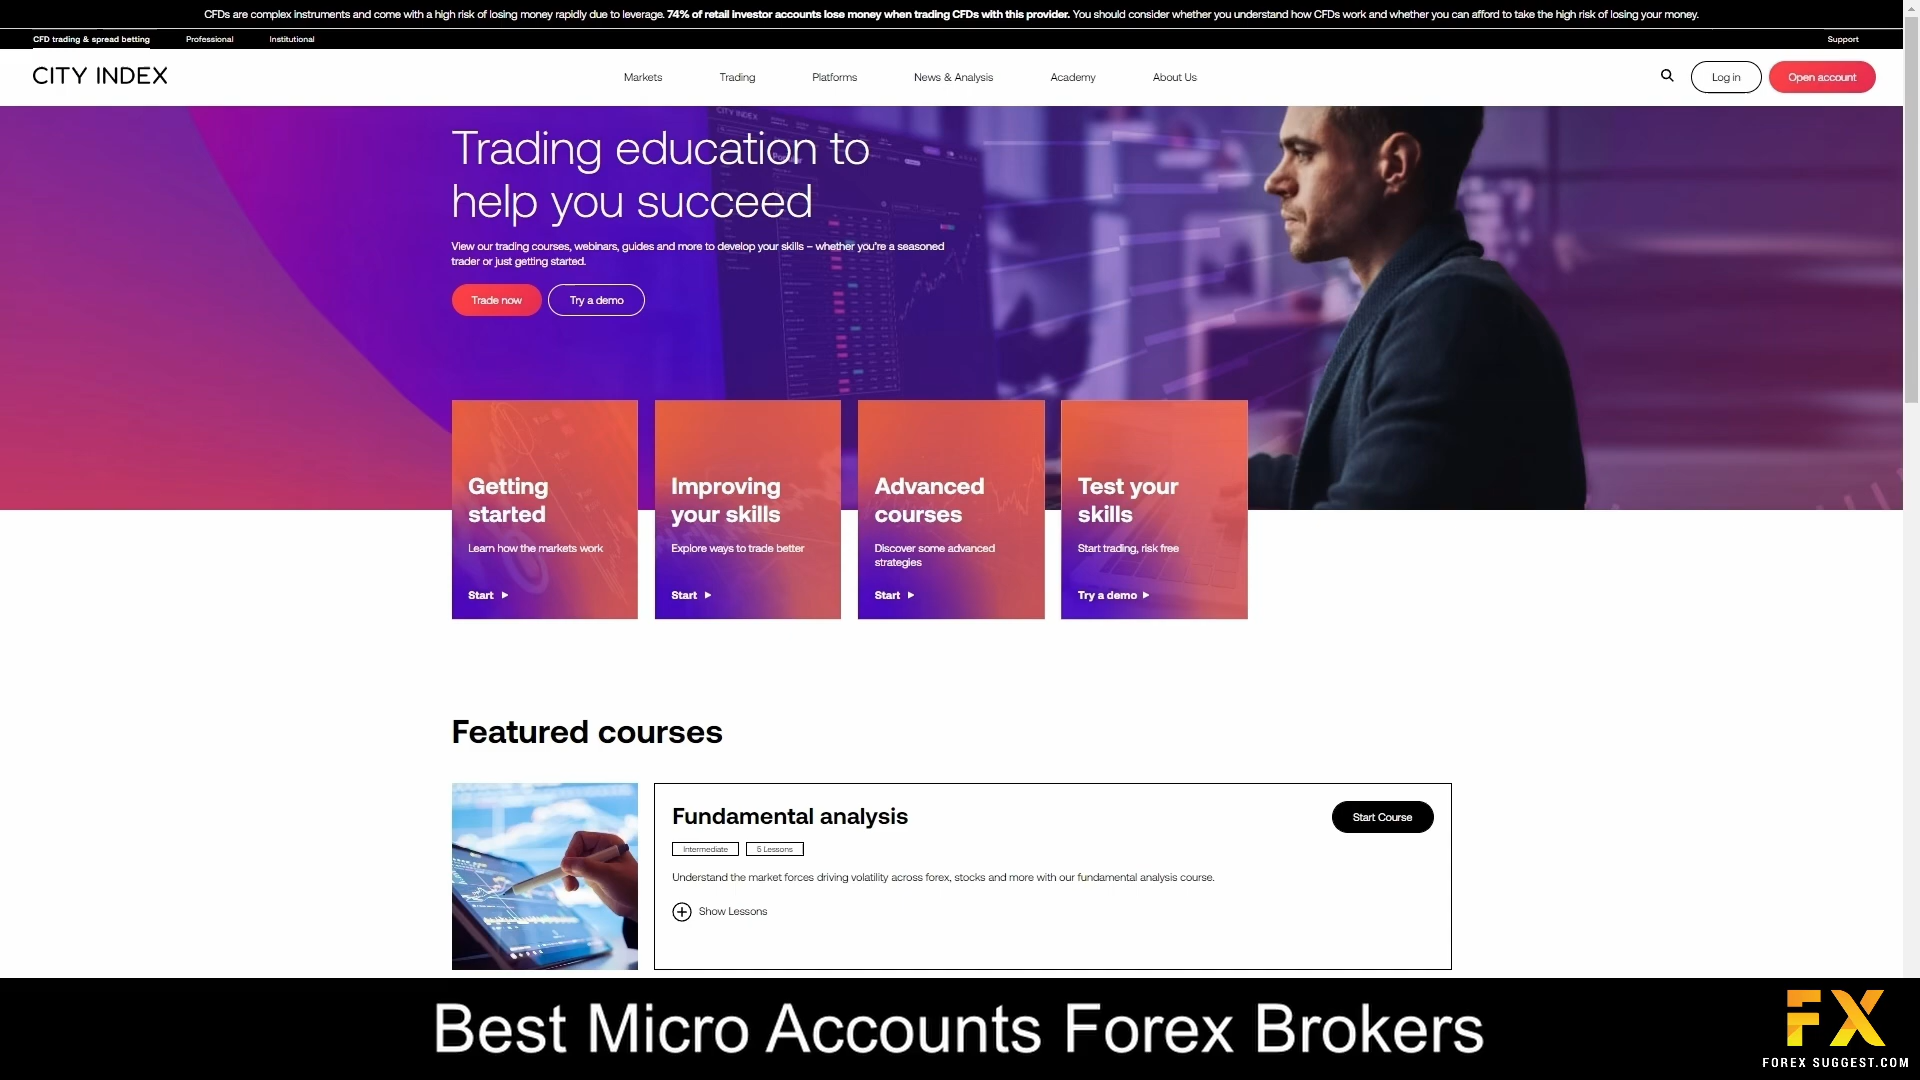 CFDs are complex instruments and come with a high risk of losing money rapidly due to leverage. 74% of retail investor accounts lose money when trading CFDs with this provider. You should consider whether you understand how CFDs work and whether you can afford to take the high risk of losing your money.
CFD trading & spread betting Professional Institutional Support
CITY INDEX Markets Trading Platforms News & Analysis Academy About Us Log in Open account
Trading education to
help you succeed
View our trading courses, webinars, guides and more to develop your skills – whether you're a seasoned
trader or just getting started.
Trade now Try a demo
Getting
started
Learn how the markets work
Start
Improving
your skills
Explore ways to trade better
Start
Advanced
courses
Discover some advanced
strategies
Start
Test your
skills
Start trading, risk free
Try a demo
Featured courses
Fundamental analysis
Start Course
Intermediate 5 Lessons
Understand the market forces driving volatility across forex, stocks and more with our fundamental analysis course.
Show Lessons
Best Micro Accounts Forex Brokers
FX
FOREX SUGGEST.COM